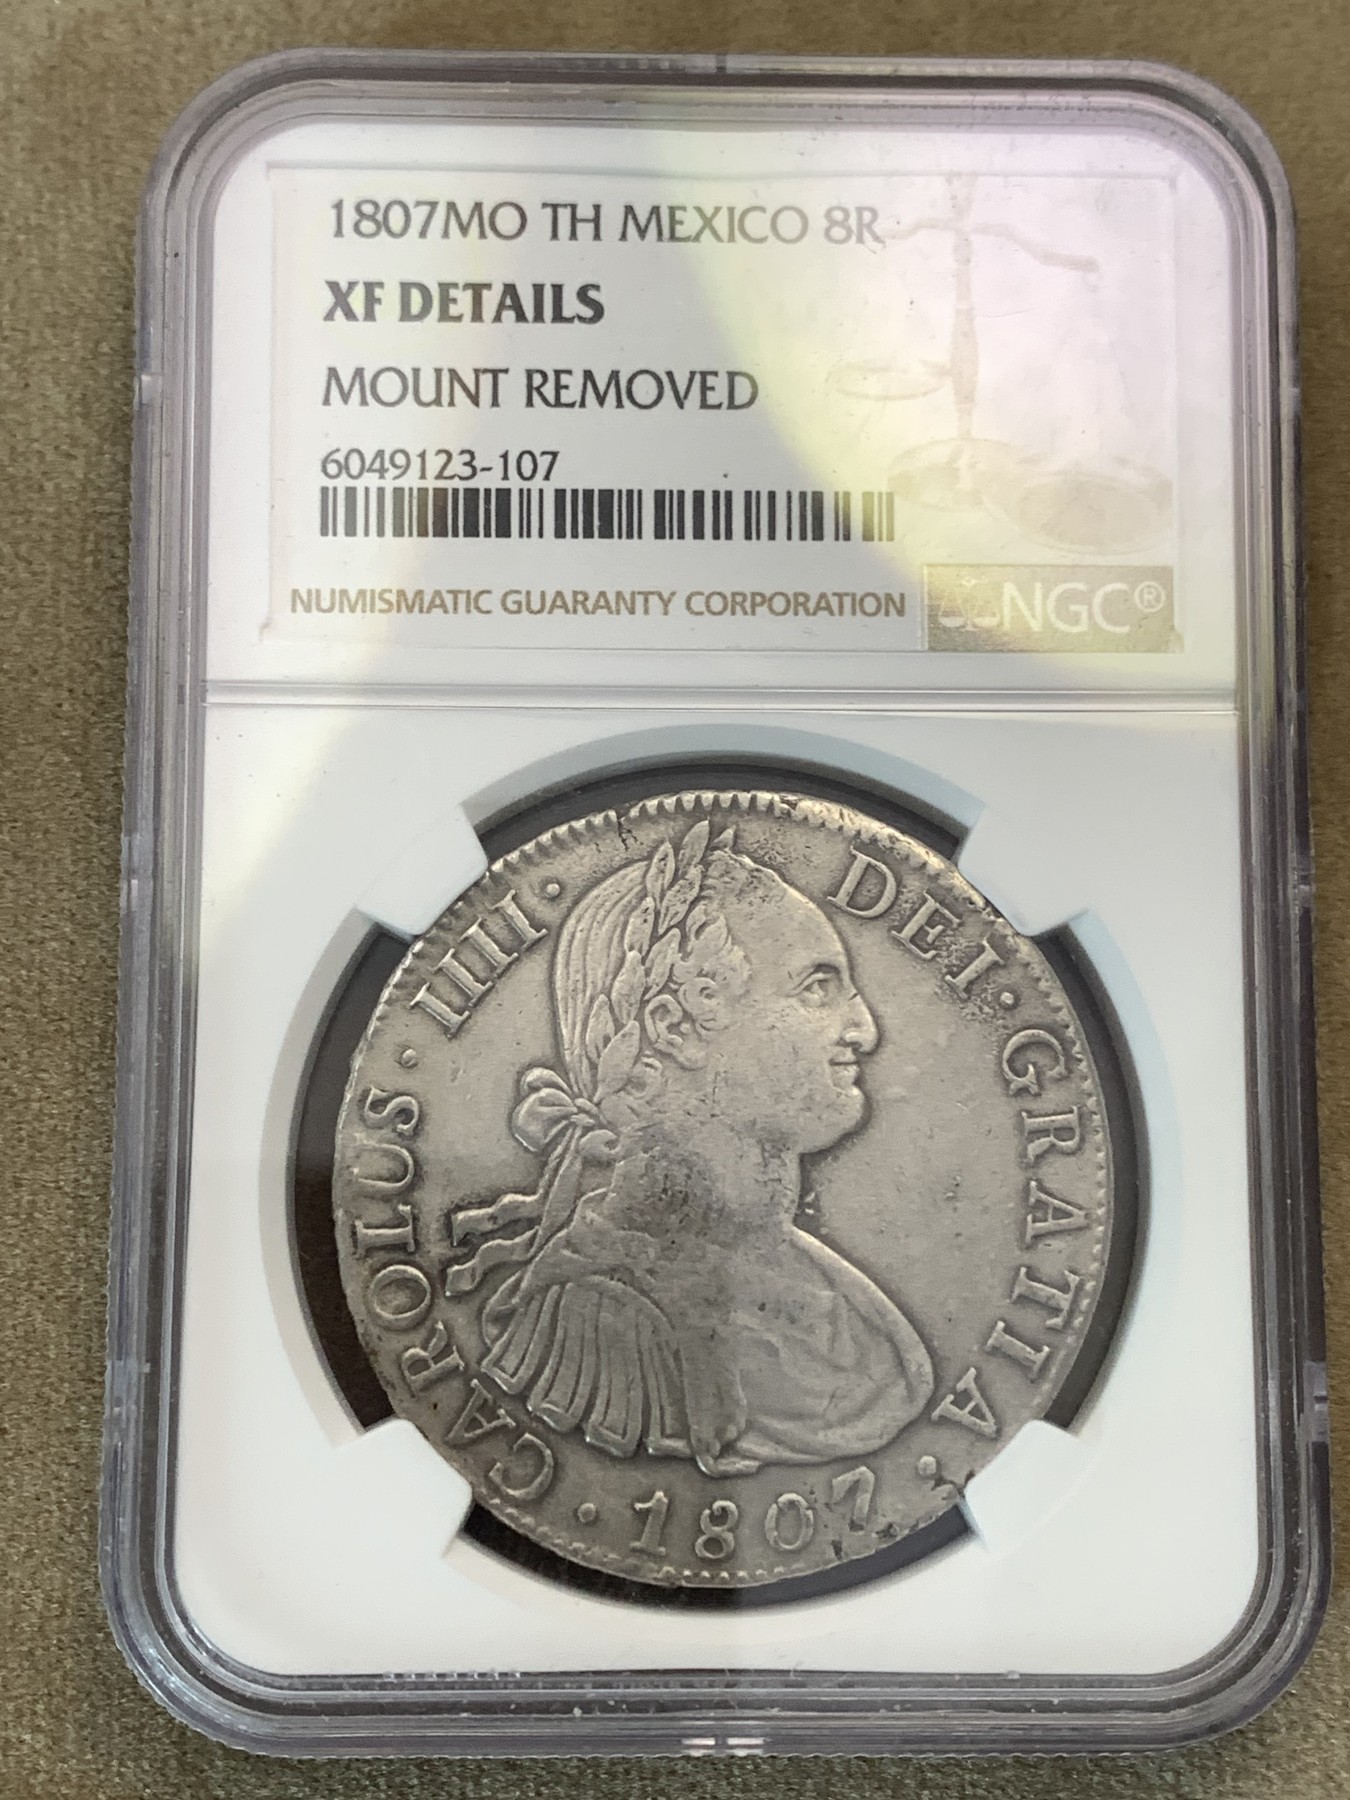 1807MO TH MEXICO 8R
XF DETAILS
MOUNT REMOVED
6049123-107
NUMISMATIC GUARANTY CORPORATION
NGC®
CAROLUS · IIII · DEI · GRATIA ·
· 1807 ·